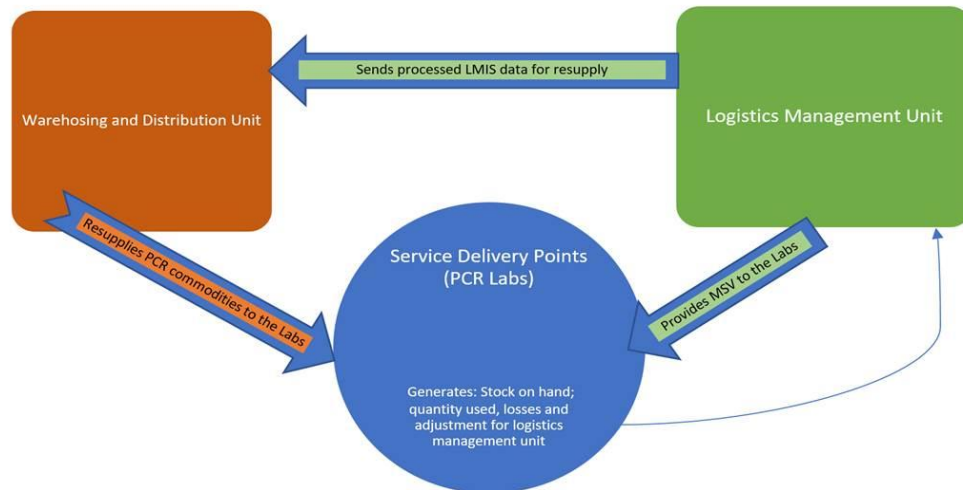 Sends processed LMIS data for resupply
Warehosing and Distribution Unit
Logistics Management Unit
Resupplies PCR commodities to the Labs
Service Delivery Points
(PCR Labs)
Provides MSV to the Labs
Generates: Stock on hand;
quantity used, losses and
adjustment for logistics
management unit